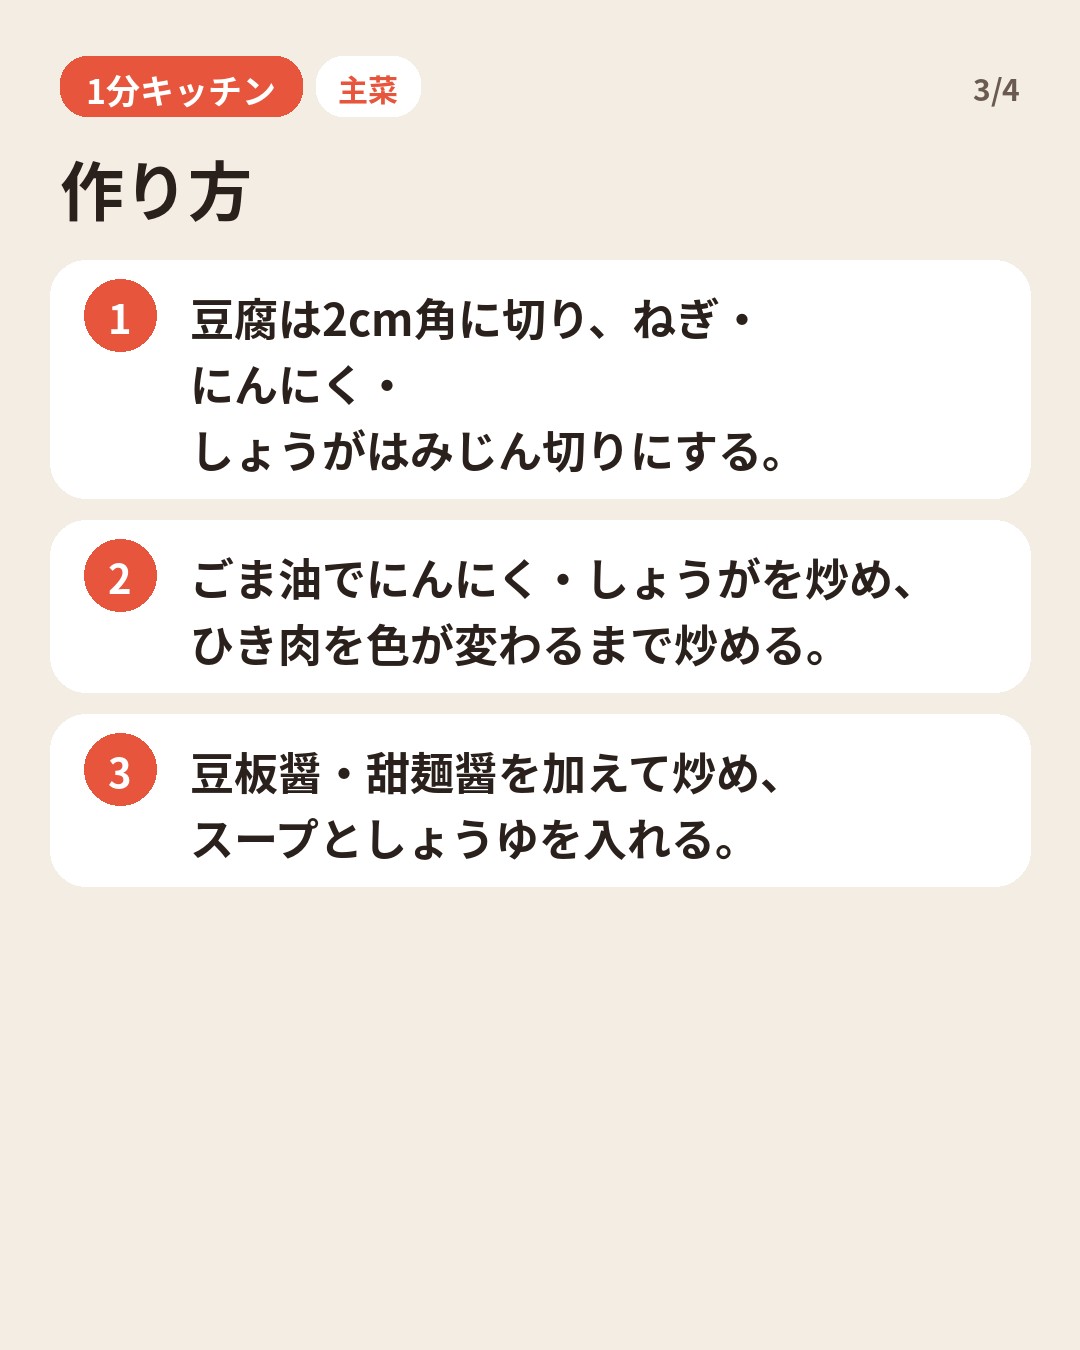 1分キッチン
主菜
3/4
作り方
1
豆腐は2cm角に切り、ねぎ・
にんにく・
しょうがはみじん切りにする。
2
ごま油でにんにく・しょうがを炒め、
ひき肉を色が変わるまで炒める。
3
豆板醤・甜麺醤を加えて炒め、
スープとしょうゆを入れる。